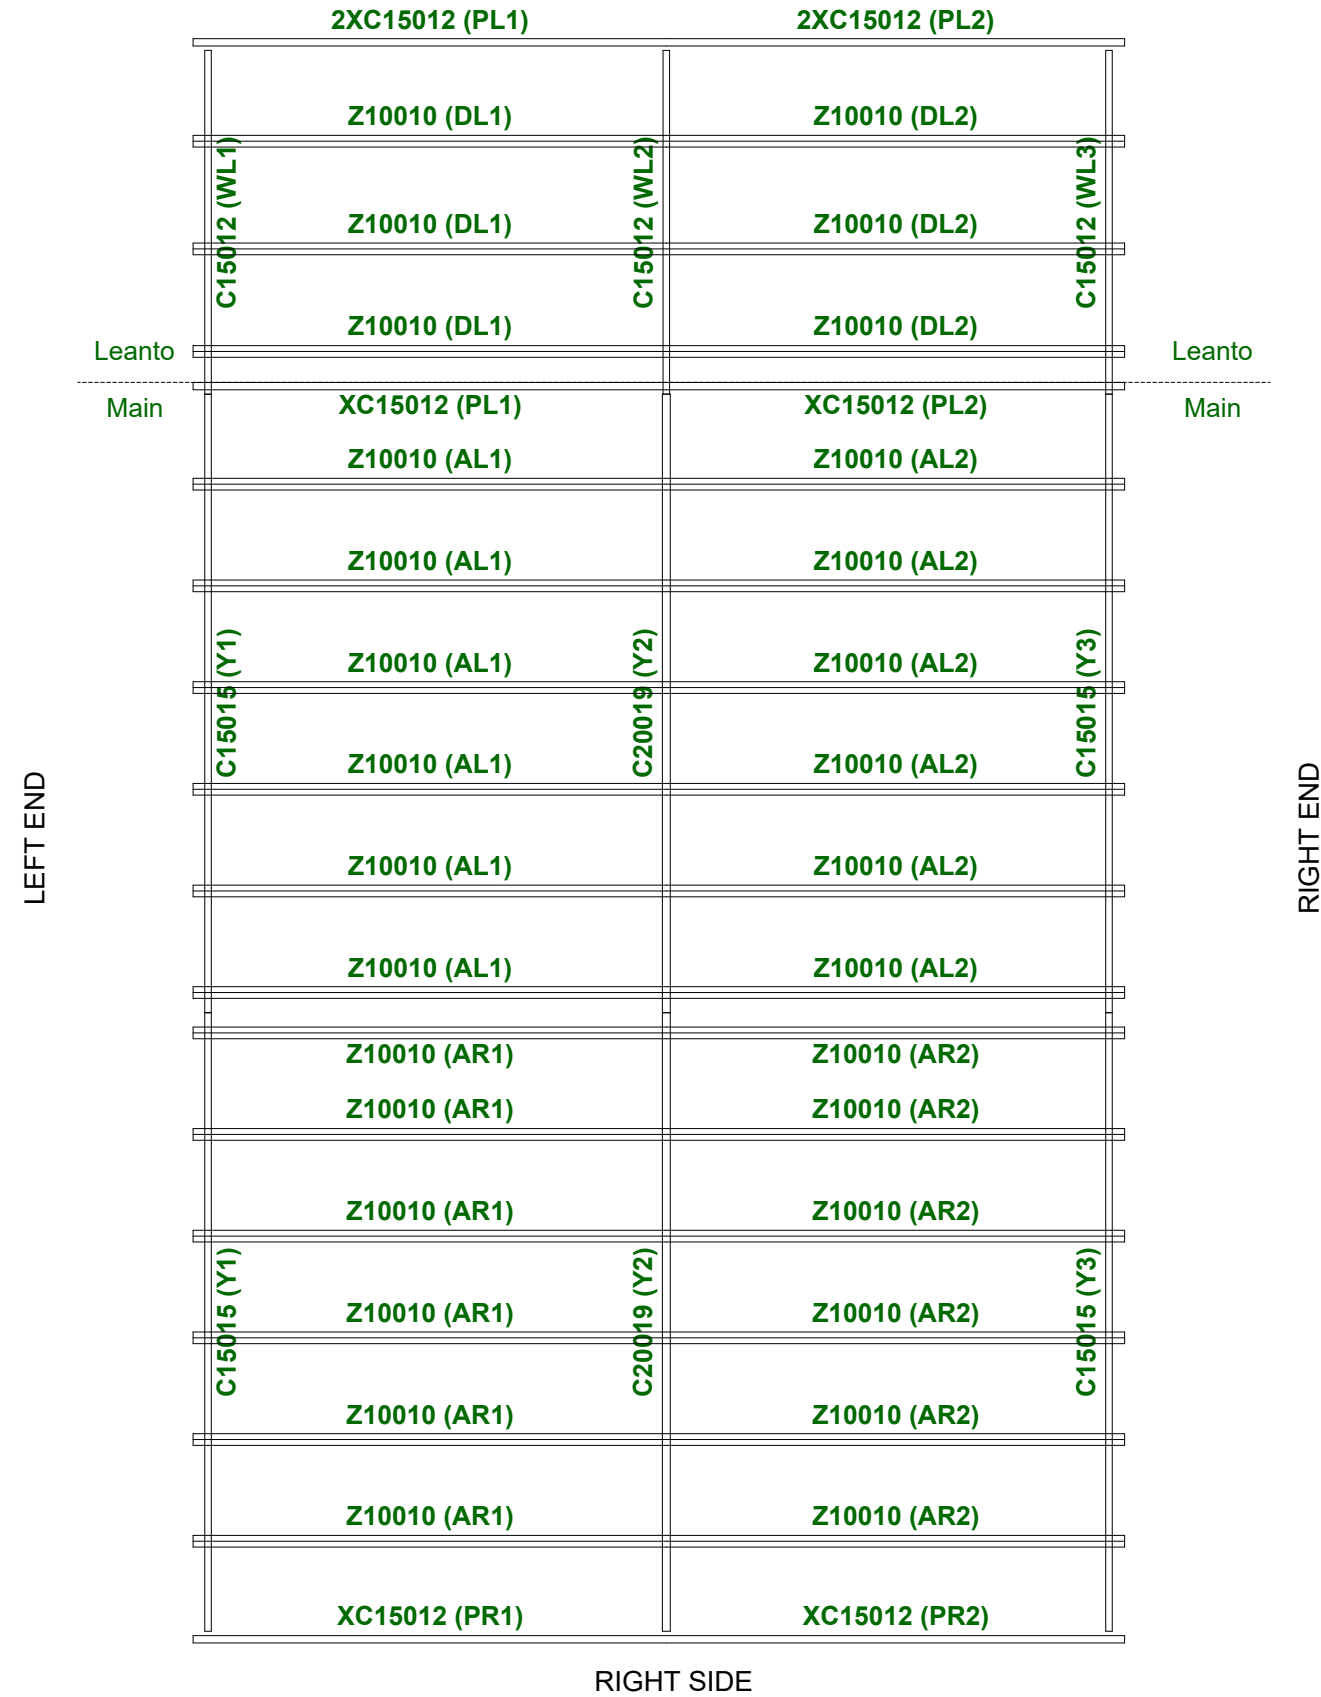 2XC15012 (PL1) 2XC15012 (PL2)
Z10010 (DL1) Z10010 (DL2)
C15012 (WL1) C15012 (WL2) C15012 (WL3)
Z10010 (DL1) Z10010 (DL2)
Z10010 (DL1) Z10010 (DL2)
Leanto Leanto
Main XC15012 (PL1) XC15012 (PL2) Main
Z10010 (AL1) Z10010 (AL2)
Z10010 (AL1) Z10010 (AL2)
Z10010 (AL1) Z10010 (AL2)
C15015 (Y1) C20019 (Y2) C15015 (Y3)
Z10010 (AL1) Z10010 (AL2)
LEFT END RIGHT END
Z10010 (AL1) Z10010 (AL2)
Z10010 (AL1) Z10010 (AL2)
Z10010 (AR1) Z10010 (AR2)
Z10010 (AR1) Z10010 (AR2)
Z10010 (AR1) Z10010 (AR2)
C15015 (Y1) C20019 (Y2) C15015 (Y3)
Z10010 (AR1) Z10010 (AR2)
Z10010 (AR1) Z10010 (AR2)
Z10010 (AR1) Z10010 (AR2)
XC15012 (PR1) XC15012 (PR2)
RIGHT SIDE